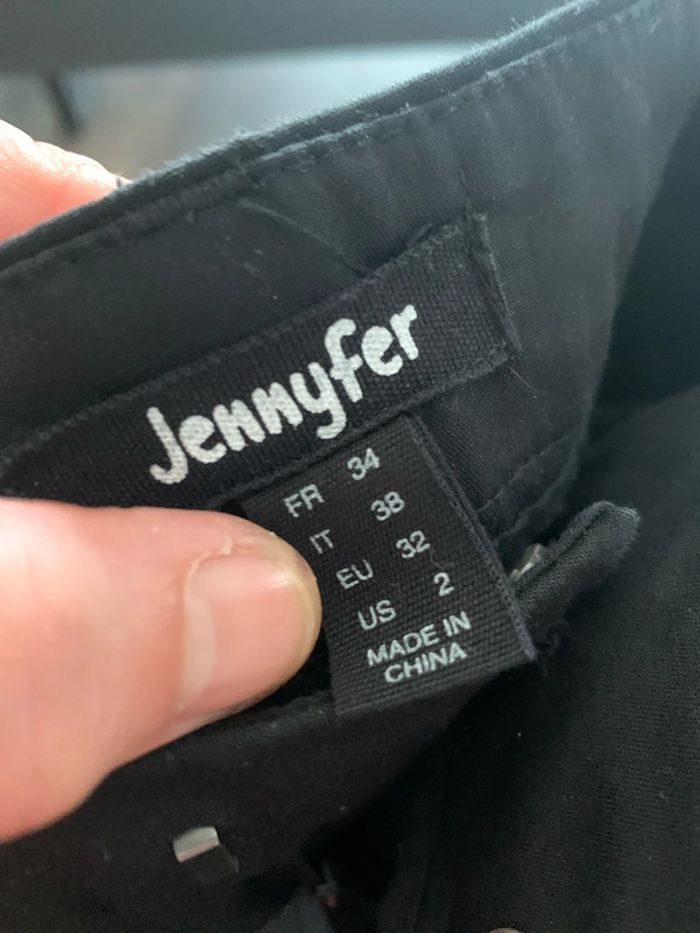 Jennyfer
FR 34
IT 38
EU 32
US 2
MADE IN
CHINA